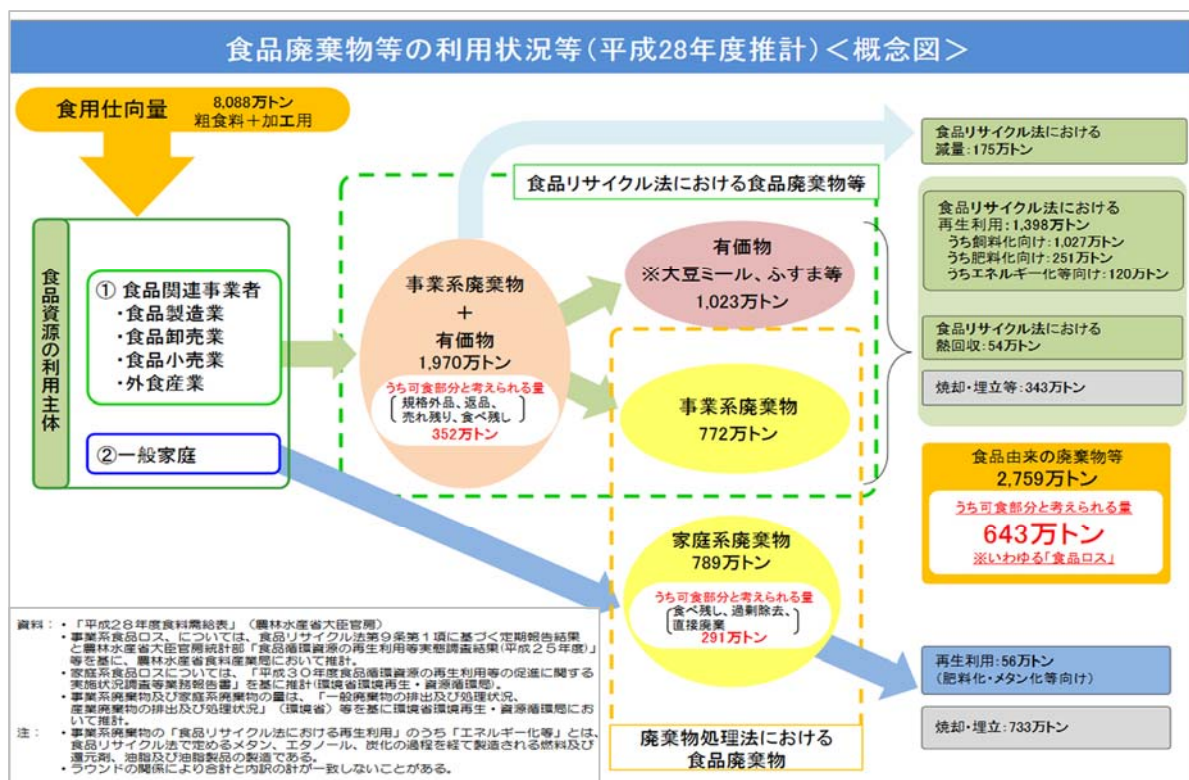 食品廃棄物等の利用状況等(平成28年度推計)＜概念図＞
食用仕向量
8,088万トン
粗食料＋加工用
食品資源の利用主体
① 食品関連事業者
・食品製造業
・食品卸売業
・食品小売業
・外食産業
②一般家庭
食品リサイクル法における食品廃棄物等
事業系廃棄物
＋
有価物
1,970万トン
うち可食部分と考えられる量
規格外品、返品、
売れ残り、食べ残し
352万トン
有価物
※大豆ミール、ふすま等
1,023万トン
事業系廃棄物
772万トン
家庭系廃棄物
789万トン
うち可食部分と考えられる量
食べ残し、過剰除去、
直接廃棄
291万トン
廃棄物処理法における
食品廃棄物
食品リサイクル法における
減量：175万トン
食品リサイクル法における
再生利用：1,398万トン
うち飼料化向け：1,027万トン
うち肥料化向け：251万トン
うちエネルギー化等向け：120万トン
食品リサイクル法における
熱回収：54万トン
焼却・埋立等：343万トン
食品由来の廃棄物等
2,759万トン
うち可食部分と考えられる量
643万トン
※いわゆる「食品ロス」
再生利用：56万トン
（肥料化・メタン化等向け）
焼却・埋立：733万トン
資料：・「平成２８年度食料需給表」（農林水産省大臣官房）
・事業系食品ロス、については、食品リサイクル法第９条第１項に基づく定期報告結果
と農林水産省大臣官房統計部「食品循環資源の再生利用等実態調査結果(平成２５年度)」
等を基に、農林水産省食料産業局において推計。
・家庭系食品ロスについては、「平成３０年度食品循環資源の再生利用等の促進に関する
実施状況調査等業務報告書」を基に推計(環境省環境再生・資源循環局)。
・事業系廃棄物及び家庭系廃棄物の量は、「一般廃棄物の排出及び処理状況、
産業廃棄物の排出及び処理状況」（環境省）等を基に環境省環境再生・資源循環局にお
いて推計。
注：・事業系廃棄物の「食品リサイクル法における再生利用」のうち「エネルギー化等」とは、
食品リサイクル法で定めるメタン、エタノール、炭化の過程を経て製造される燃料及び
還元剤、油脂及び油脂製品の製造である。
・ラウンドの関係により合計と内訳の計が一致しないことがある。